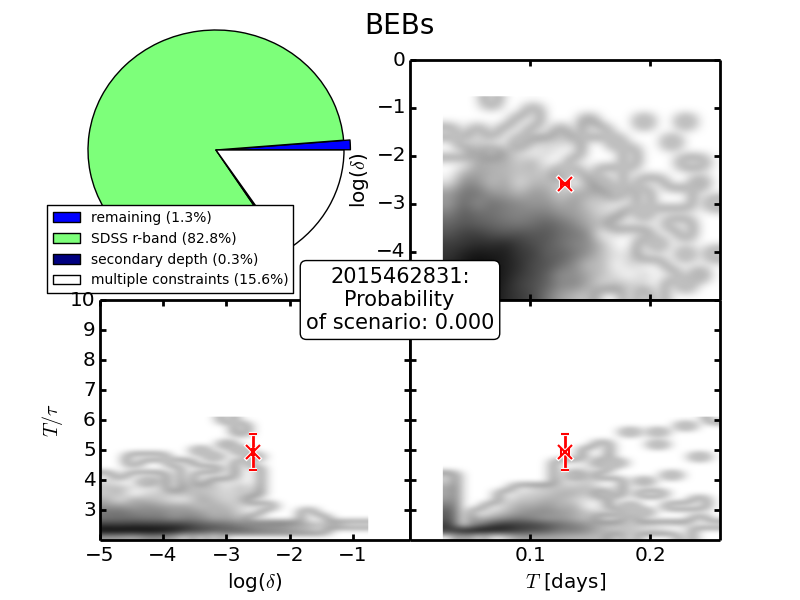 BEBs
remaining (1.3%)
SDSS r-band (82.8%)
secondary depth (0.3%)
multiple constraints (15.6%)
0
−1
−2
−3
−4
log(δ)
2015462831:
Probability
of scenario: 0.000
10
9
8
7
6
5
4
3
T/τ
−5 −4 −3 −2 −1
log(δ)
0.1 0.2
T [days]